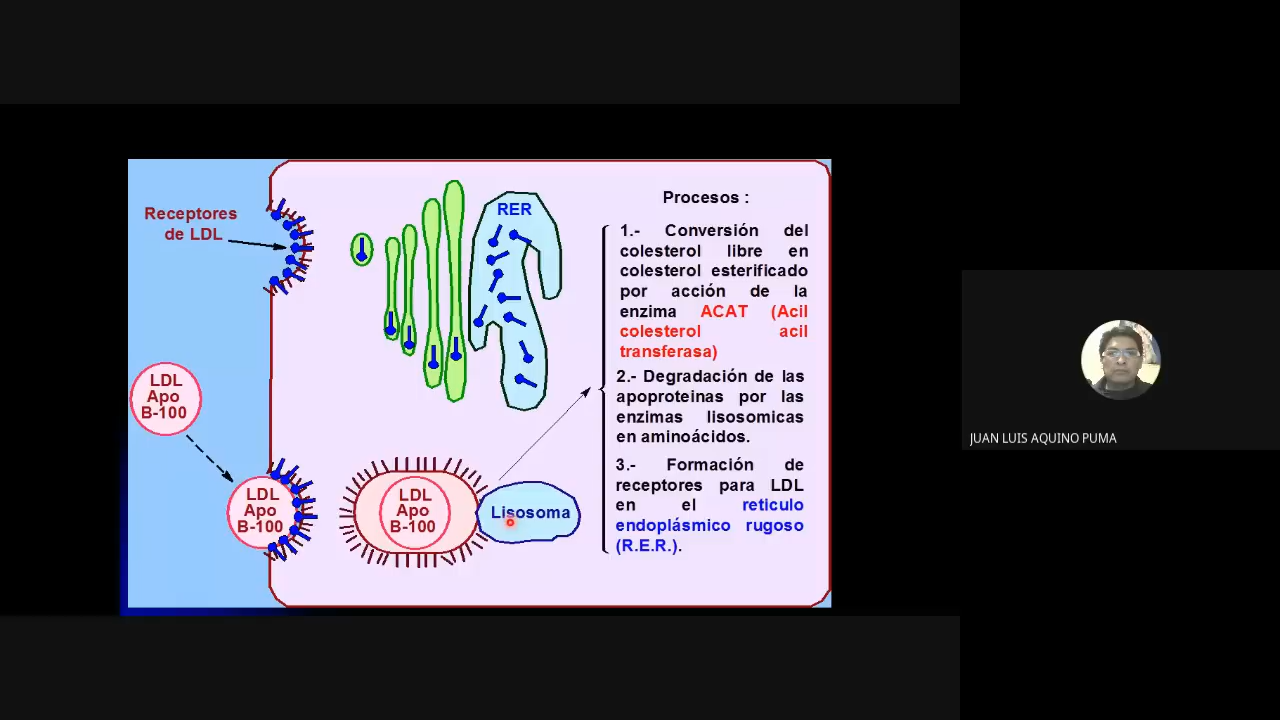 Receptores
de LDL
LDL
Apo
B-100
LDL
Apo
B-100
LDL
Apo
B-100
Lisosoma
RER
Procesos :
1.- Conversión del
colesterol libre en
colesterol esterificado
por acción de la
enzima ACAT (Acil
colesterol acil
transferasa)
2.- Degradación de las
apoproteinas por las
enzimas lisosomicas
en aminoácidos.
3.- Formación de
receptores para LDL
en el reticulo
endoplásmico rugoso
(R.E.R.).
JUAN LUIS AQUINO PUMA